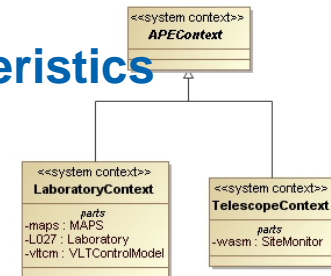 <<system context>>
APEContext
eristics
<<system context>>
LaboratoryContext
parts
-maps : MAPS
-L027 : Laboratory
-vltcm : VLTControlModel
<<system context>>
TelescopeContext
parts
-wasm : SiteMonitor